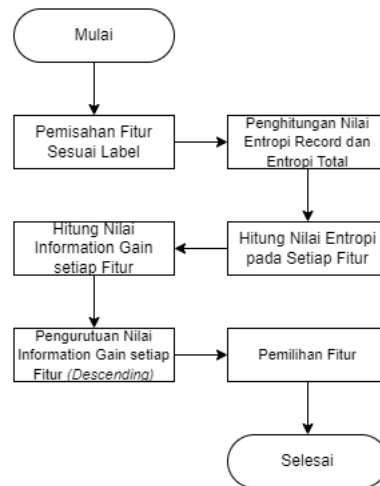 Mulai
Pemisahan Fitur
Sesuai Label
Penghitungan Nilai
Entropi Record dan
Entropi Total
Hitung Nilai Entropi
pada Setiap Fitur
Hitung Nilai
Information Gain
setiap Fitur
Pengurutuan Nilai
Information Gain setiap
Fitur (Descending)
Pemilihan Fitur
Selesai